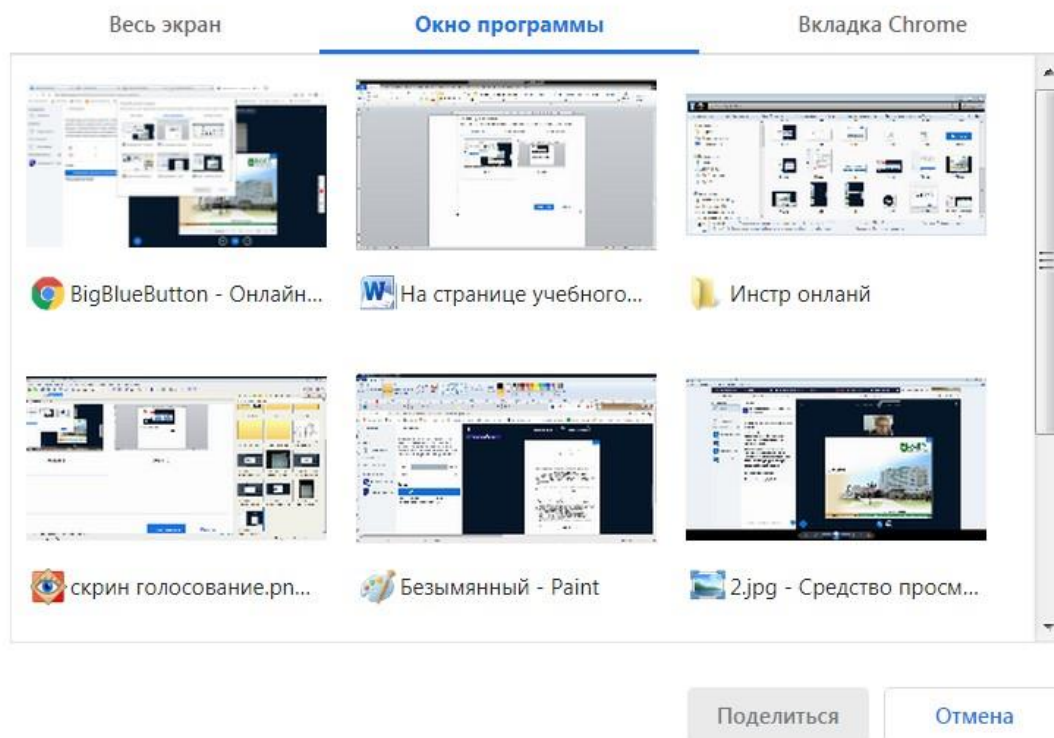 Весь экран
Окно программы
Вкладка Chrome
BigBlueButton - Онлайн...
На странице учебного...
Инстр онланй
скрин голосование.pn...
Безымянный - Paint
2.jpg - Средство просм...
Поделиться
Отмена